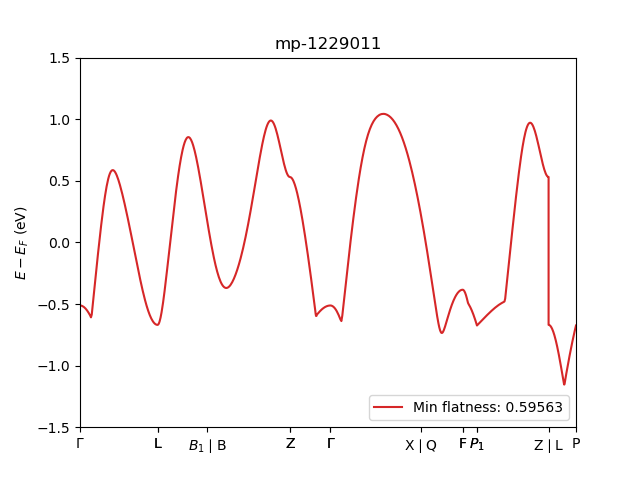 mp-1229011
E − E_F (eV)
1.5
1.0
0.5
0.0
−0.5
−1.0
−1.5
Min flatness: 0.59563
Γ L B₁ | B Z Γ X | Q F P₁ Z | L P